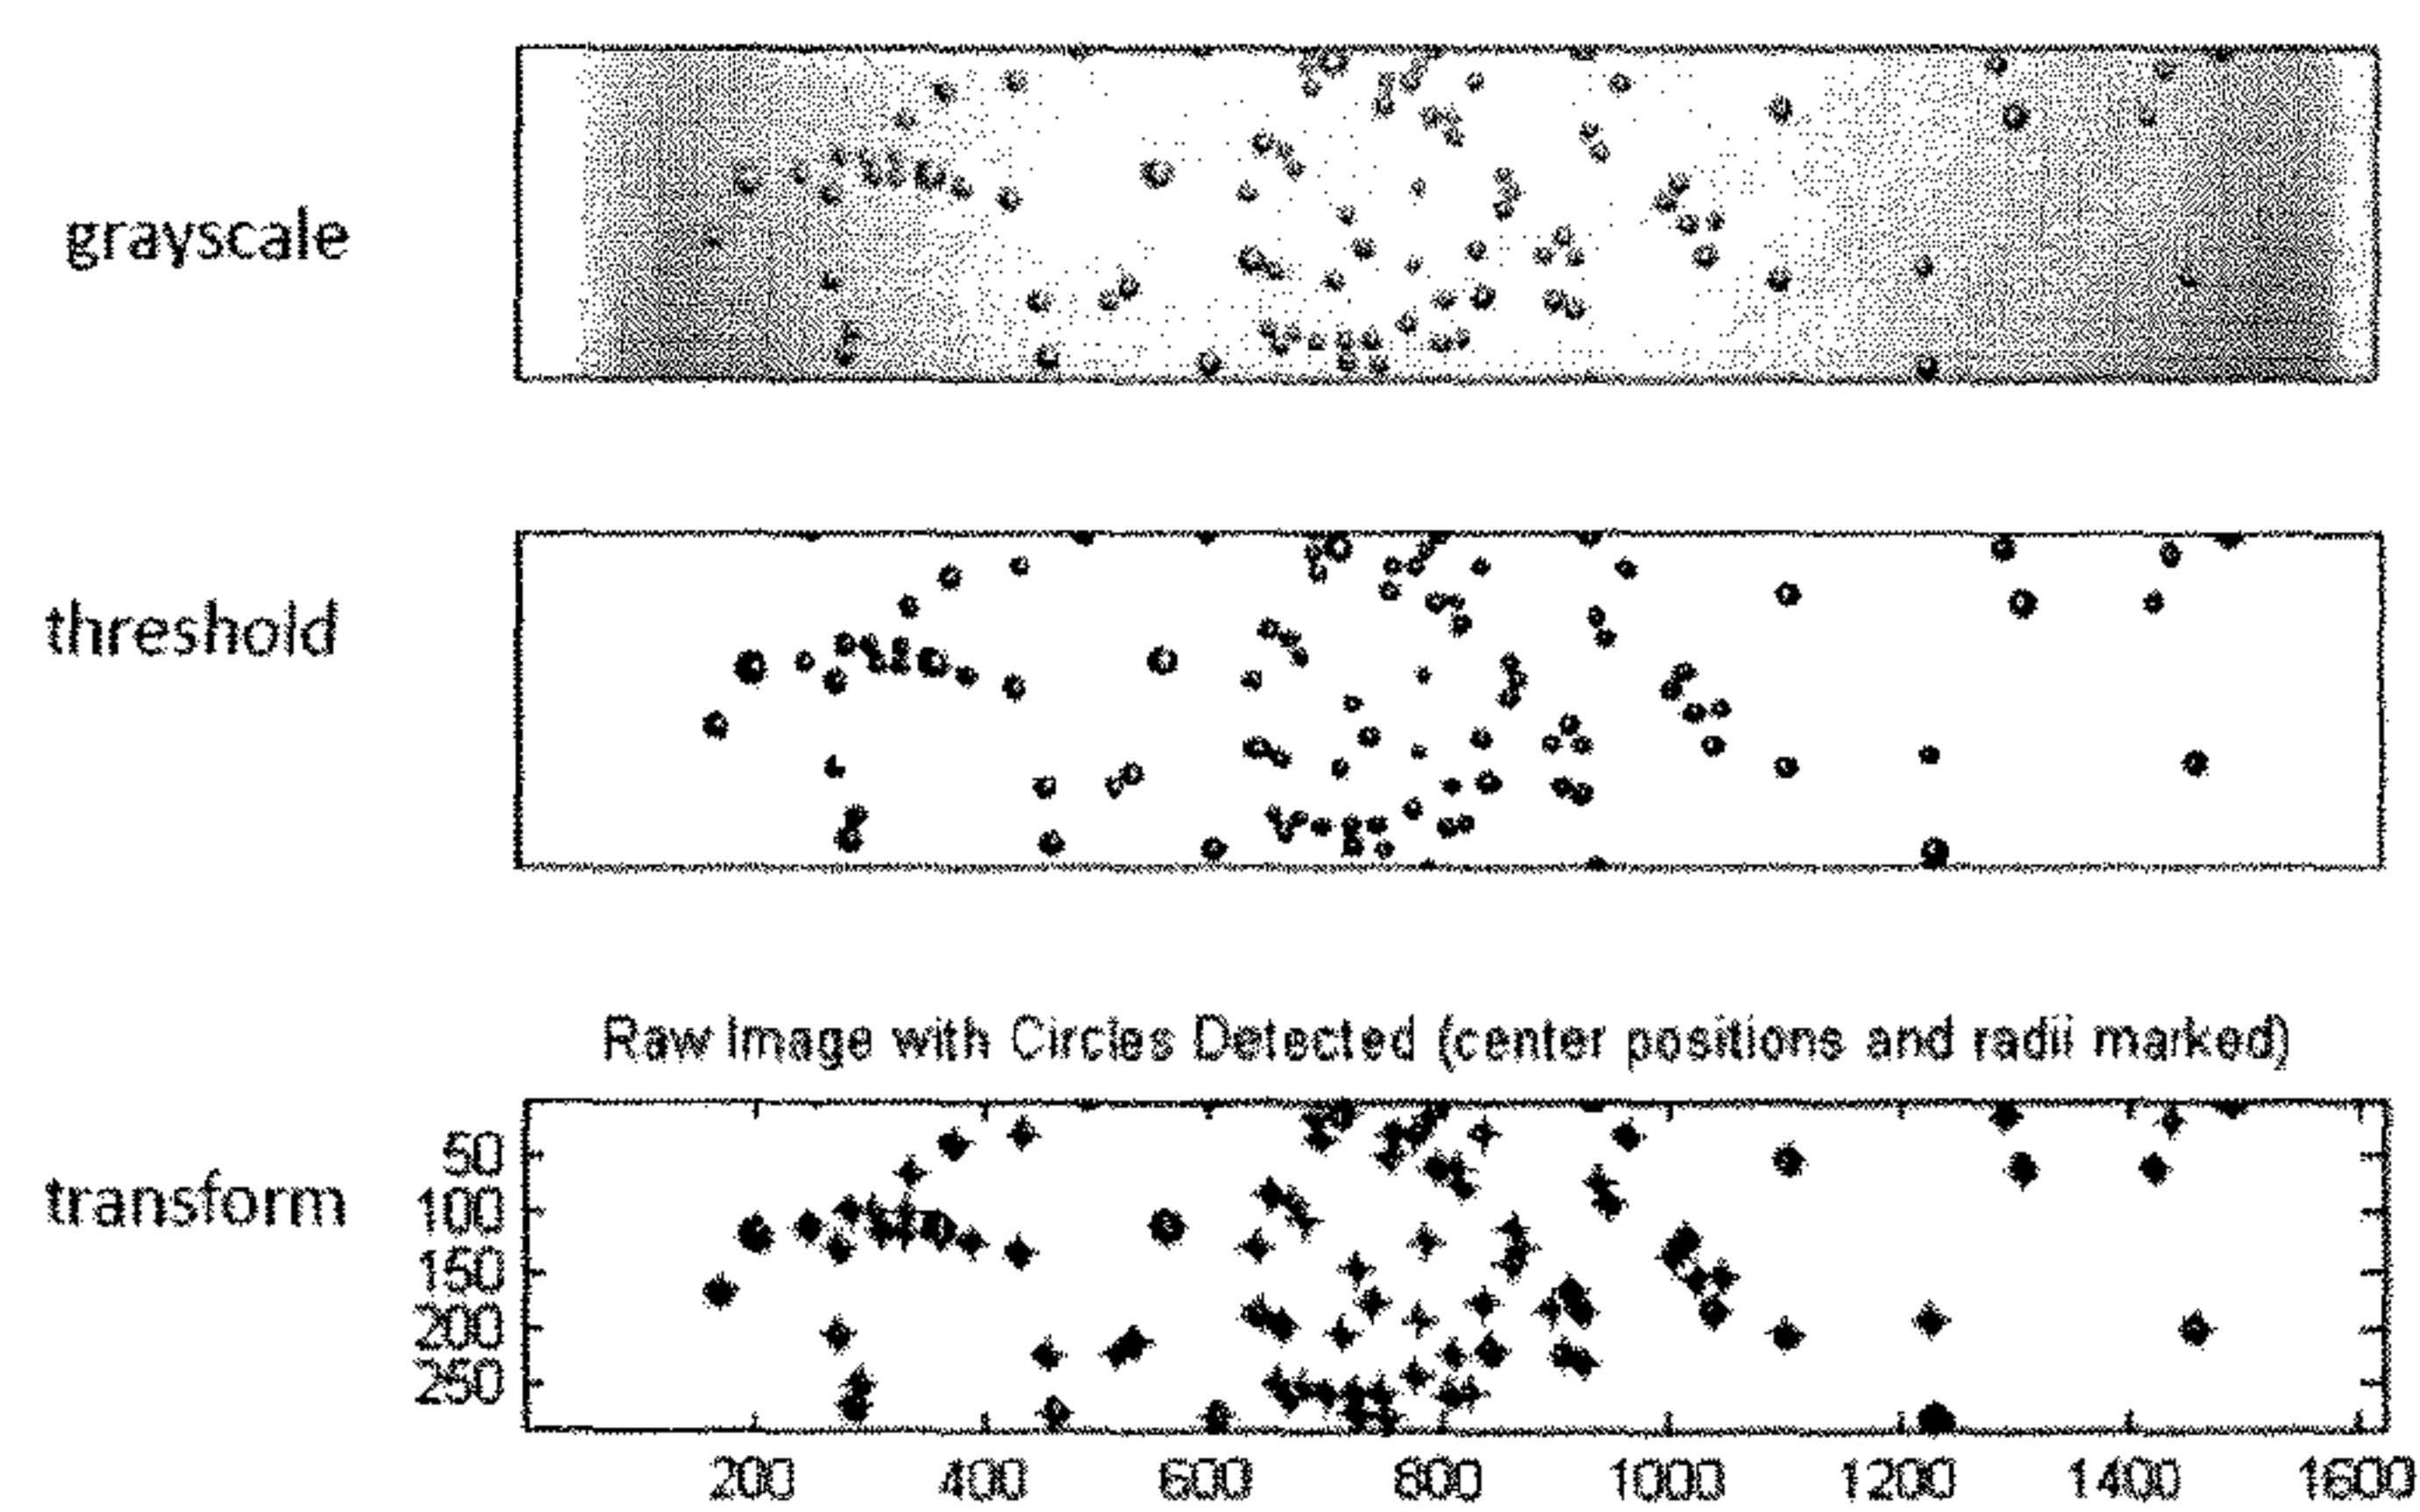 grayscale
threshold
Raw Image with Circles Detected (center positions and radii marked)
transform
50
100
150
200
250
200 400 600 800 1000 1200 1400 1600